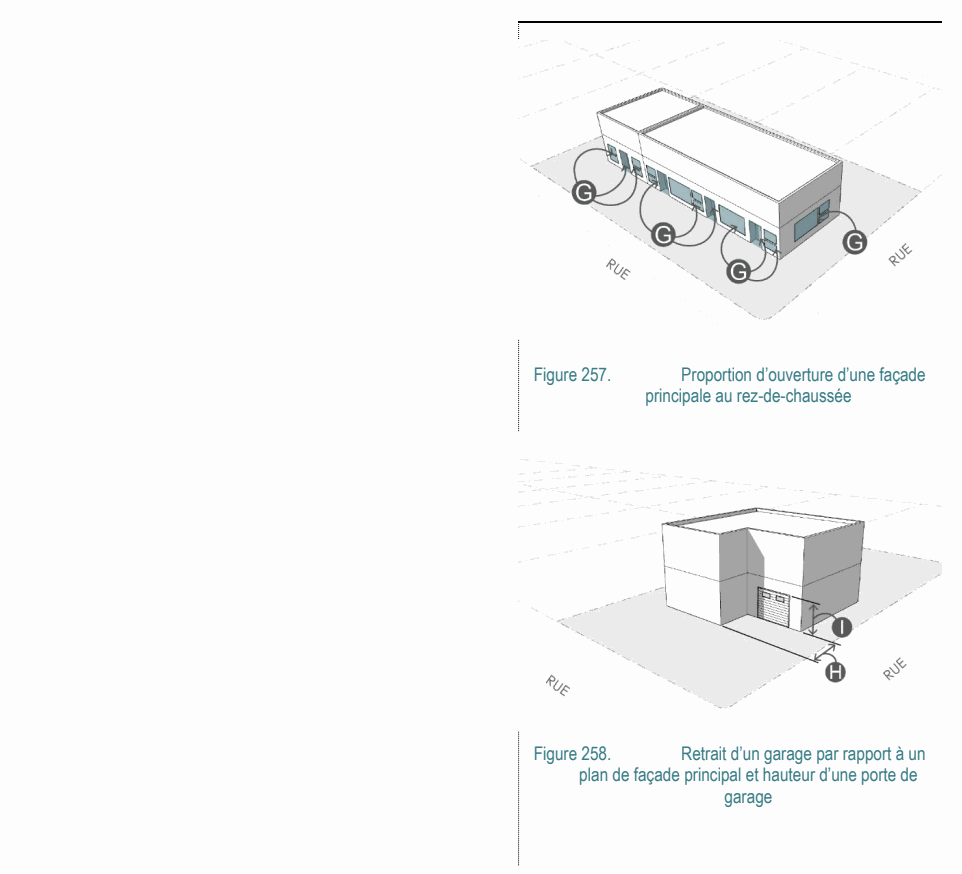 G
G
G
G
RUE
RUE
Figure 257. Proportion d'ouverture d'une façade
principale au rez-de-chaussée
I
H
RUE
RUE
Figure 258. Retrait d'un garage par rapport à un
plan de façade principal et hauteur d'une porte de
garage